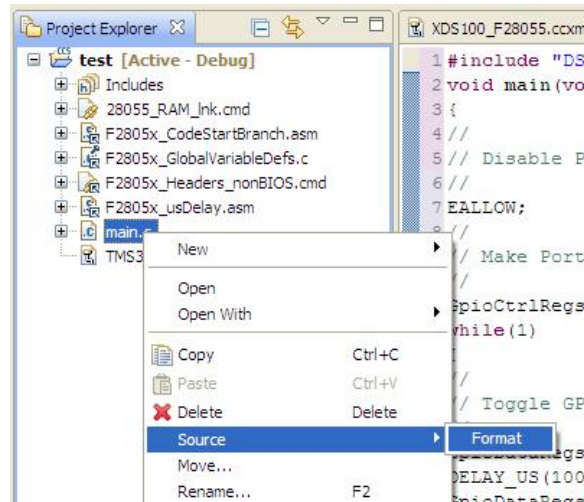 Project Explorer
test [Active - Debug]
Includes
28055_RAM_lnk.cmd
F2805x_CodeStartBranch.asm
F2805x_GlobalVariableDefs.c
F2805x_Headers_nonBIOS.cmd
F2805x_usDelay.asm
main.c
TMS3
New
Open
Open With
Copy Ctrl+C
Paste Ctrl+V
Delete Delete
Source
Format
Move...
Rename... F2
XDS100_F28055.ccxm
1 #include "DS
2 void main(vo
3 {
4 //
5 // Disable P
6 //
7 EALLOW;
8 //
// Make Port
/
GpioCtrlRegs
while(1)
//
// Toggle GP
DELAY_US(100
GpioDataRegs